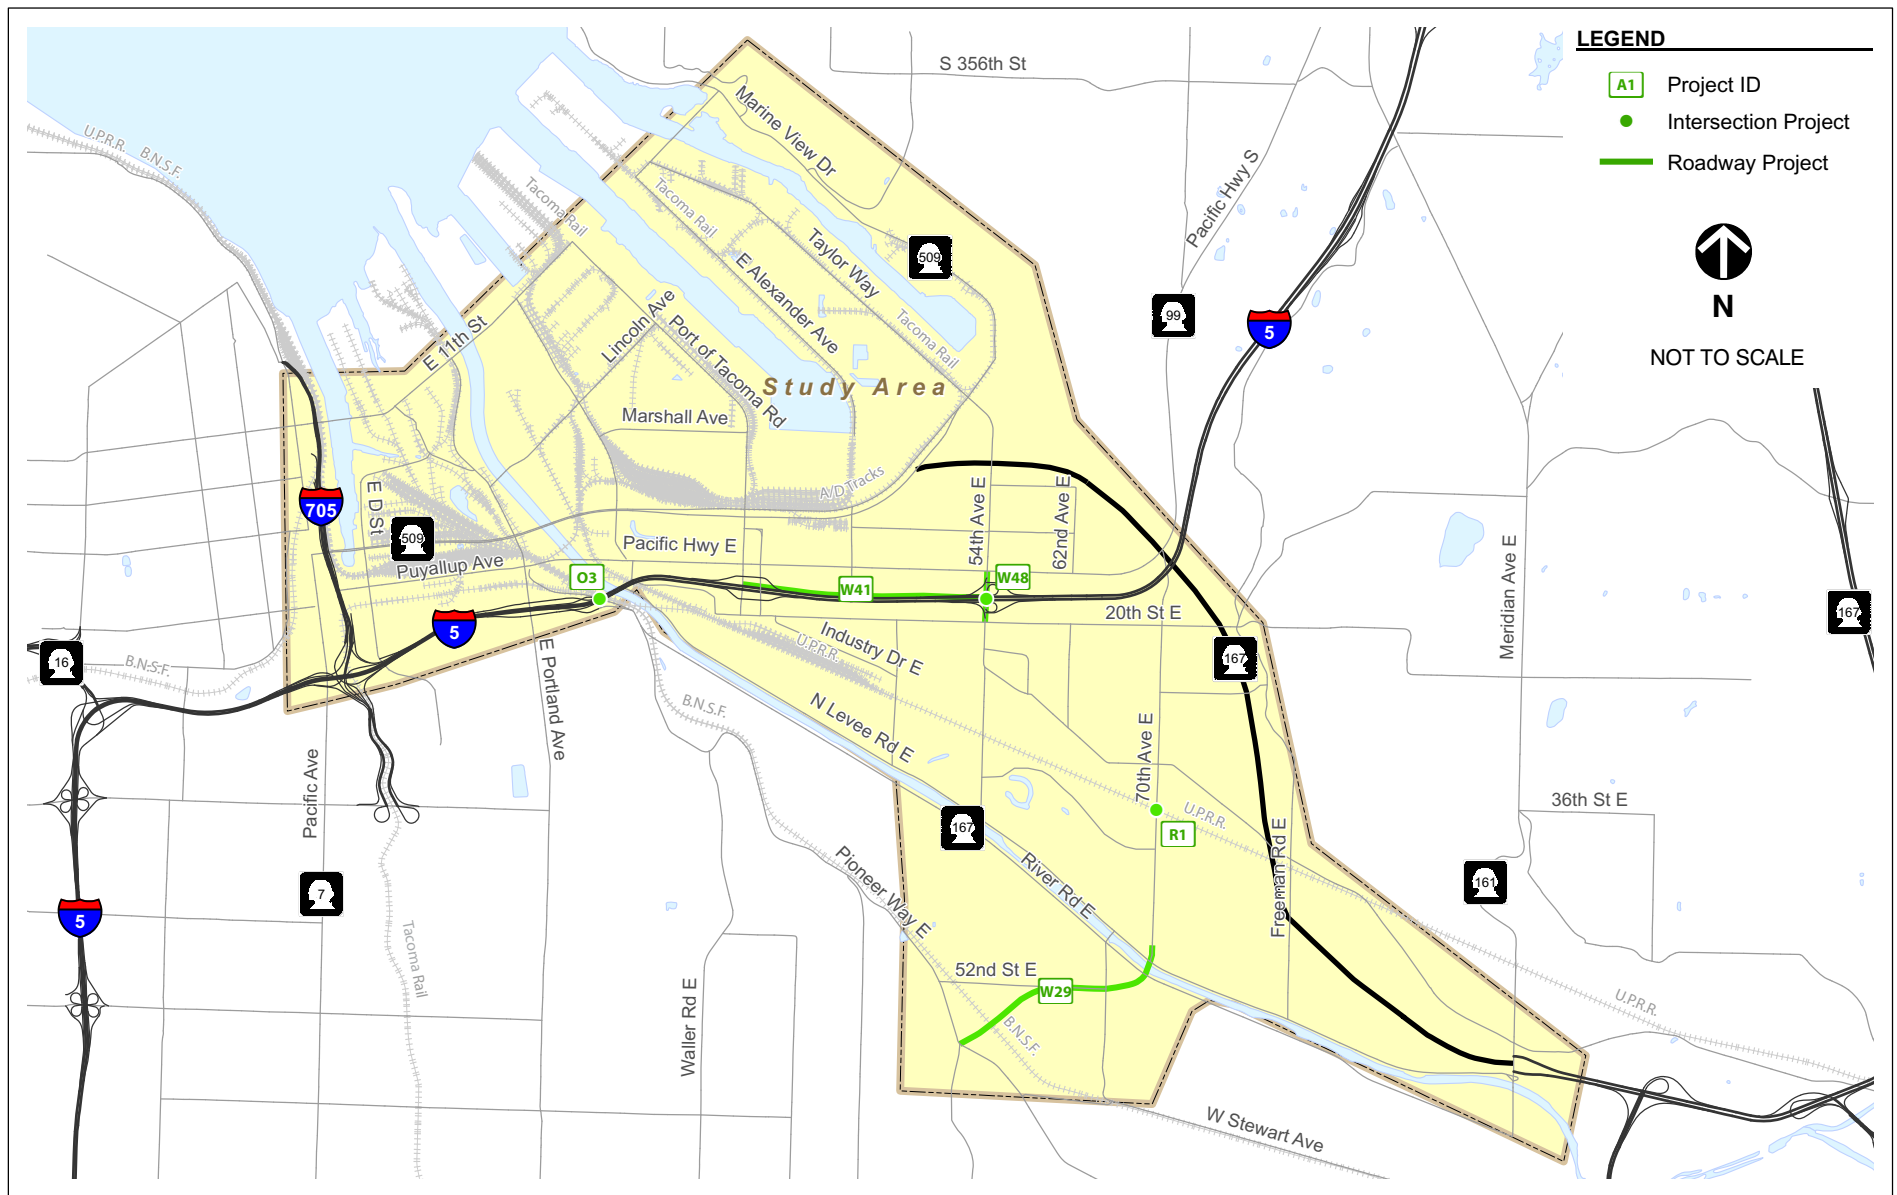 LEGEND
A1 Project ID
Intersection Project
Roadway Project
N
NOT TO SCALE
S 356th St
Marine View Dr
U.P.R.R.
B.N.S.F.
Tacoma Rail
Tacoma Rail
Pacific Hwy S
509
Taylor Way
E Alexander Ave
Tacoma Rail
99
5
Lincoln Ave
E 11th St
Port of Tacoma Rd
Study Area
Marshall Ave
A/D Tracks
705
E D St
509
Puyallup Ave
Pacific Hwy E
54th Ave E
62nd Ave E
O3
W41
W48
20th St E
5
16
B.N.S.F.
Industry Dr E
U.P.R.R.
167
Meridian Ave E
167
E Portland Ave
B.N.S.F.
N Levee Rd E
70th Ave E
Pacific Ave
U.P.R.R.
R1
36th St E
167
Pioneer Way E
River Rd E
Freeman Rd E
161
7
5
Tacoma Rail
52nd St E
W29
B.N.S.F.
U.P.R.R.
Waller Rd E
W Stewart Ave